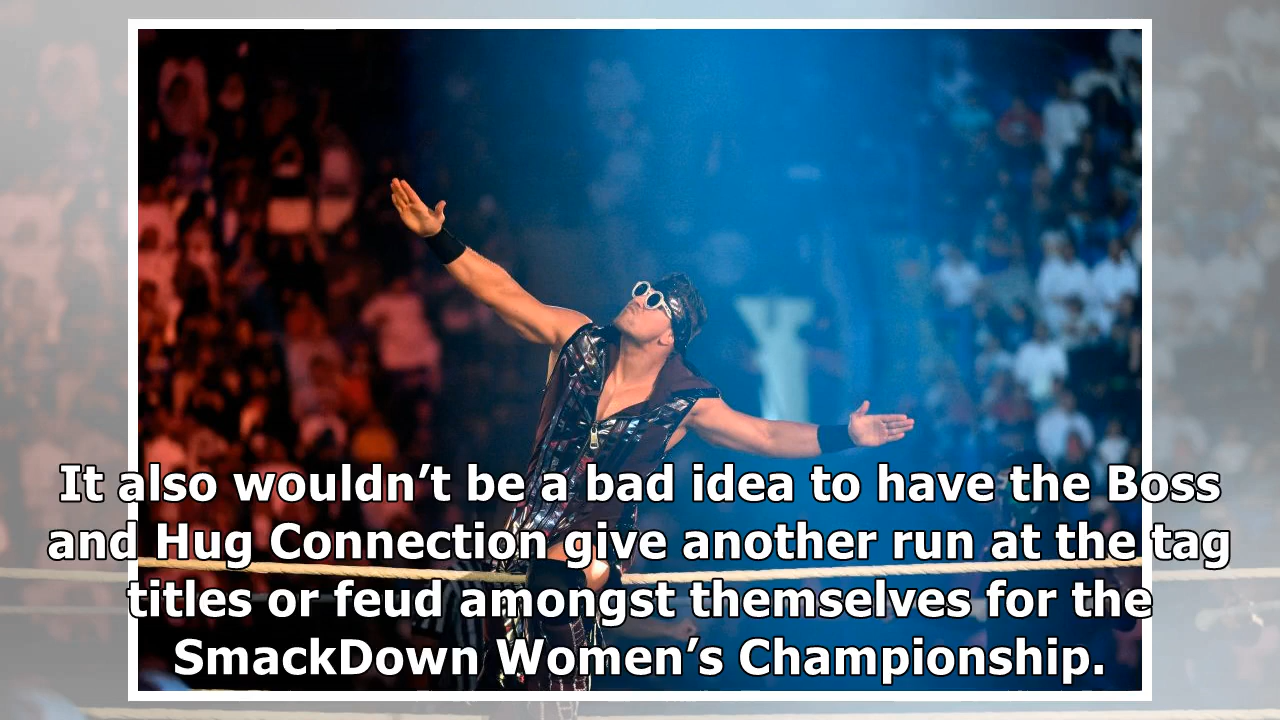 It also wouldn’t be a bad idea to have the Boss
and Hug Connection give another run at the tag
titles or feud amongst themselves for the
SmackDown Women’s Championship.